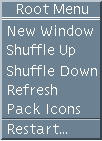 Root Menu
New Window
Shuffle Up
Shuffle Down
Refresh
Pack Icons
Restart...